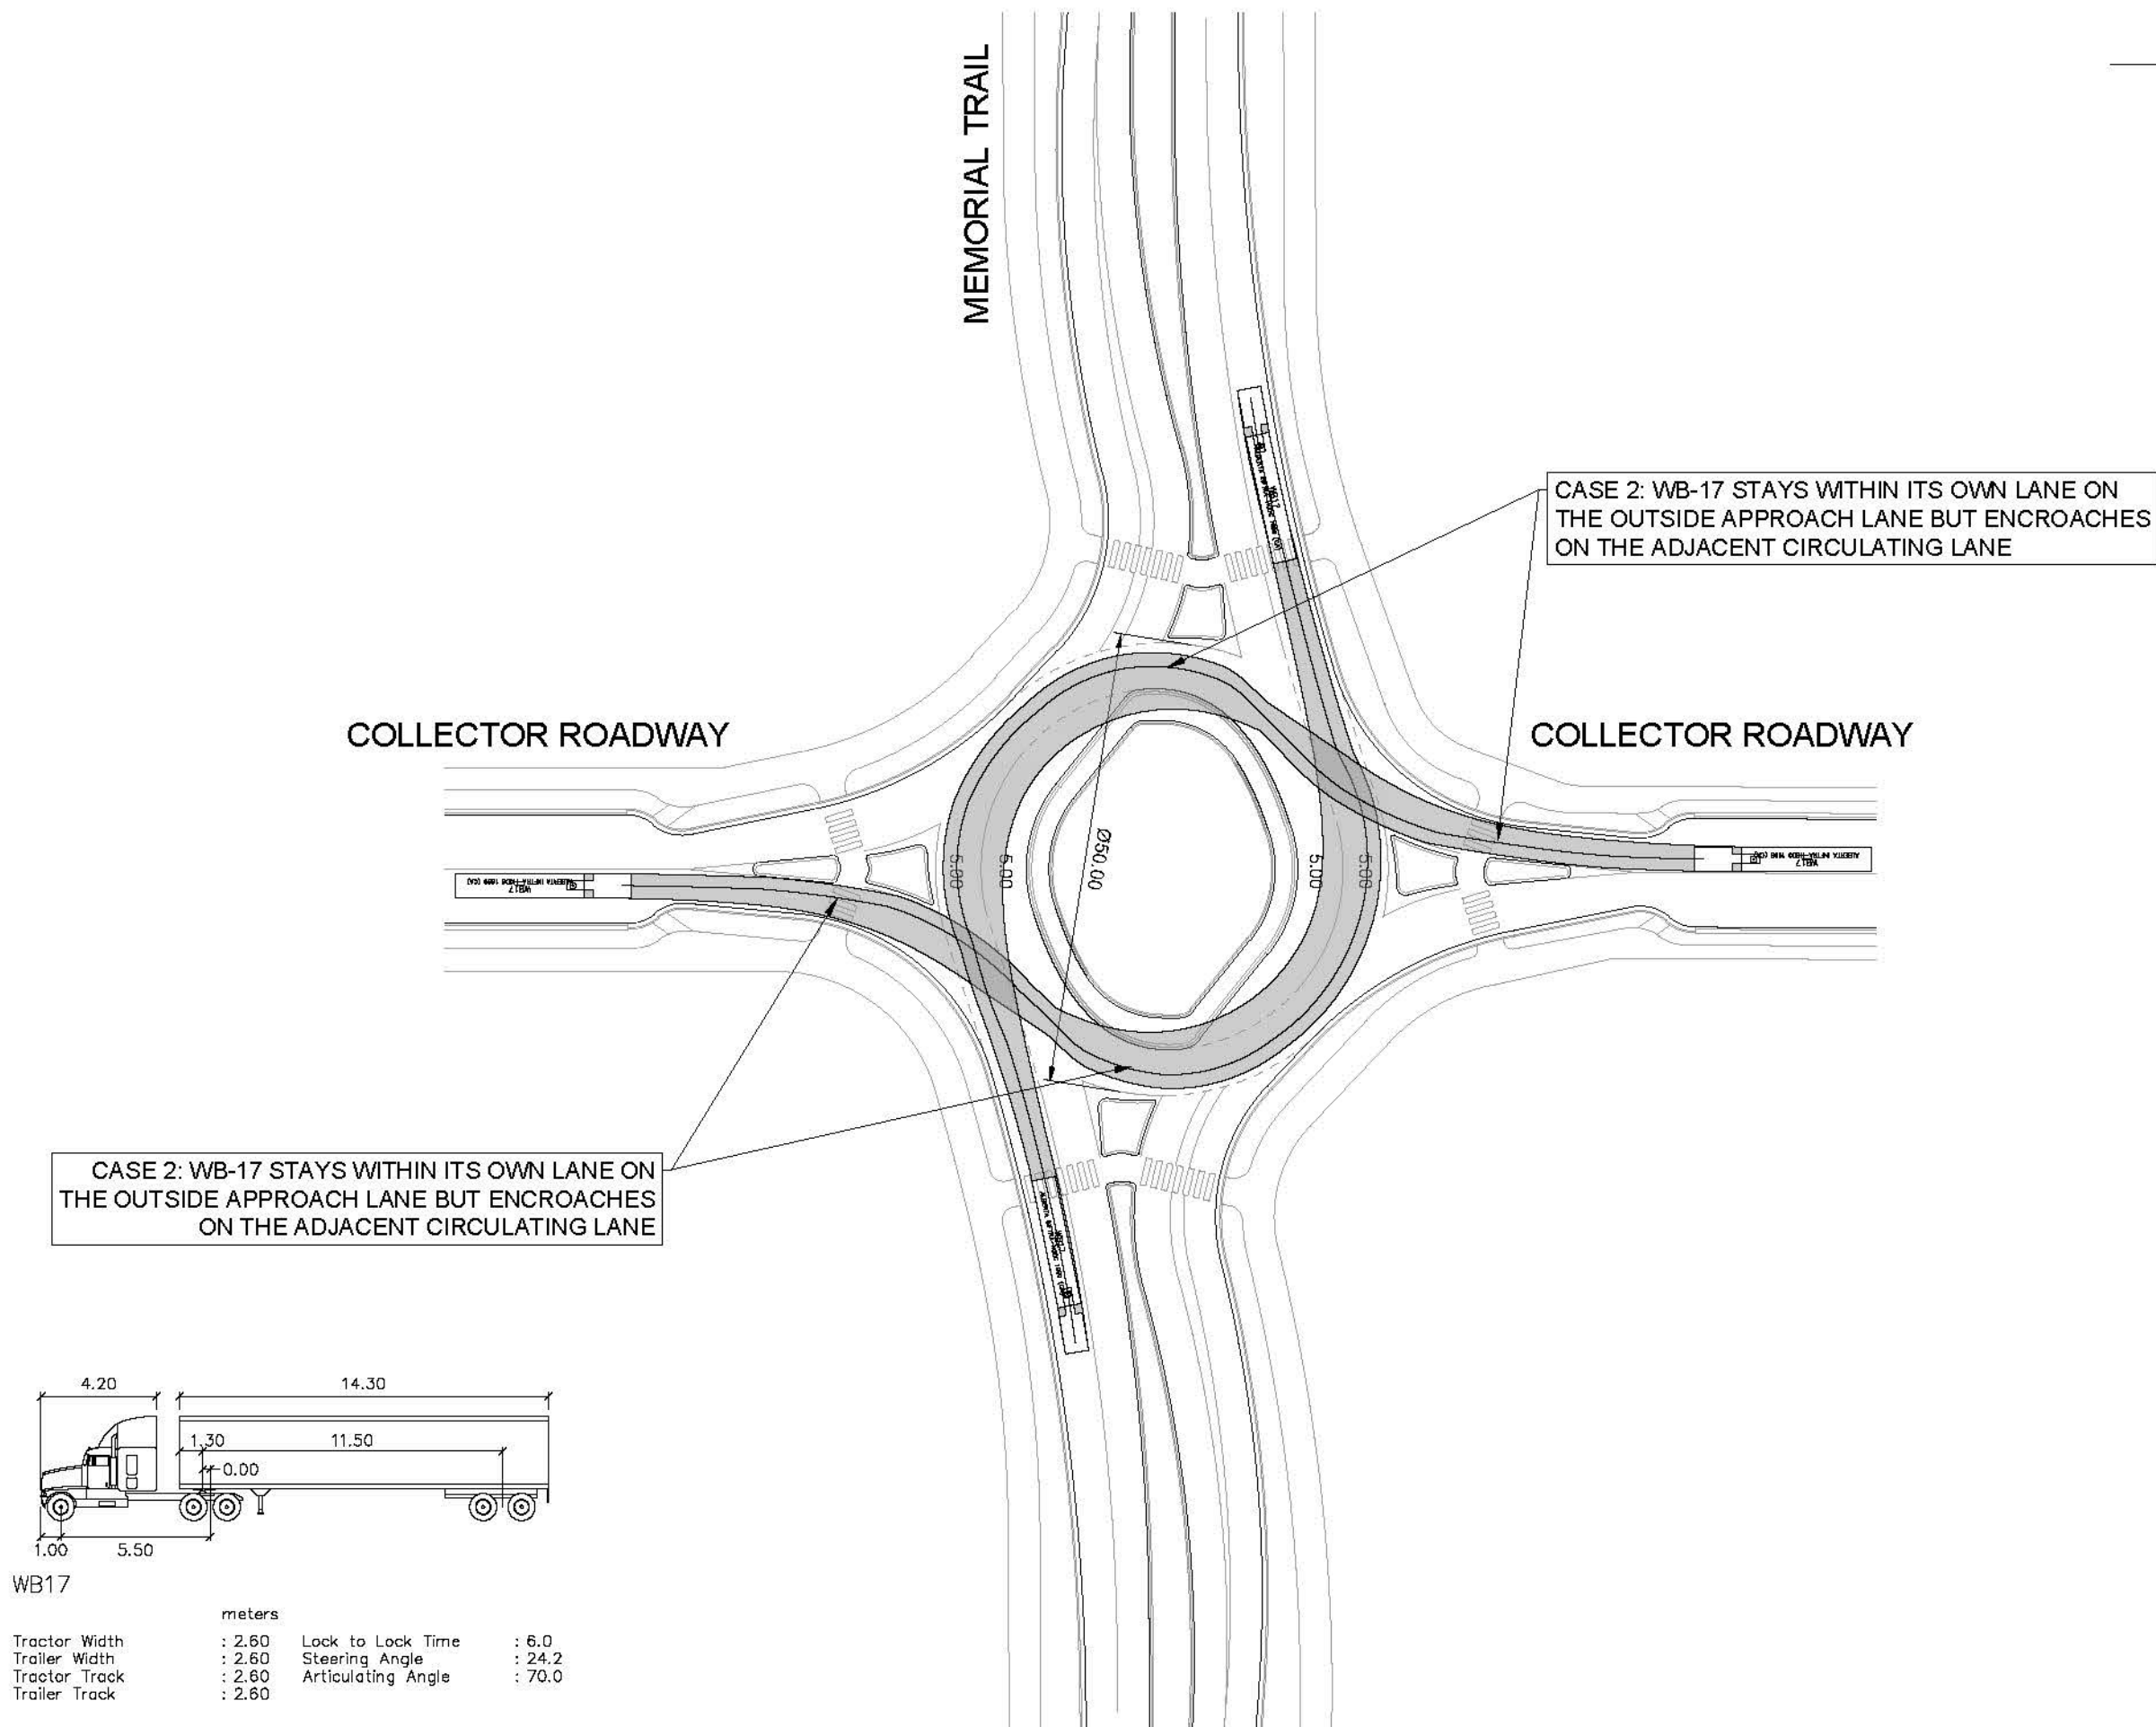 MEMORIAL TRAIL
CASE 2: WB-17 STAYS WITHIN ITS OWN LANE ON
THE OUTSIDE APPROACH LANE BUT ENCROACHES
ON THE ADJACENT CIRCULATING LANE
COLLECTOR ROADWAY
COLLECTOR ROADWAY
5.00
5.00
Ø50.00
5.00
5.00
WB17
WB17
CASE 2: WB-17 STAYS WITHIN ITS OWN LANE ON
THE OUTSIDE APPROACH LANE BUT ENCROACHES
ON THE ADJACENT CIRCULATING LANE
4.20
14.30
1.30
11.50
0.00
1.00
5.50
WB17
meters
Tractor Width : 2.60 Lock to Lock Time : 6.0
Trailer Width : 2.60 Steering Angle : 24.2
Tractor Track : 2.60 Articulating Angle : 70.0
Trailer Track : 2.60